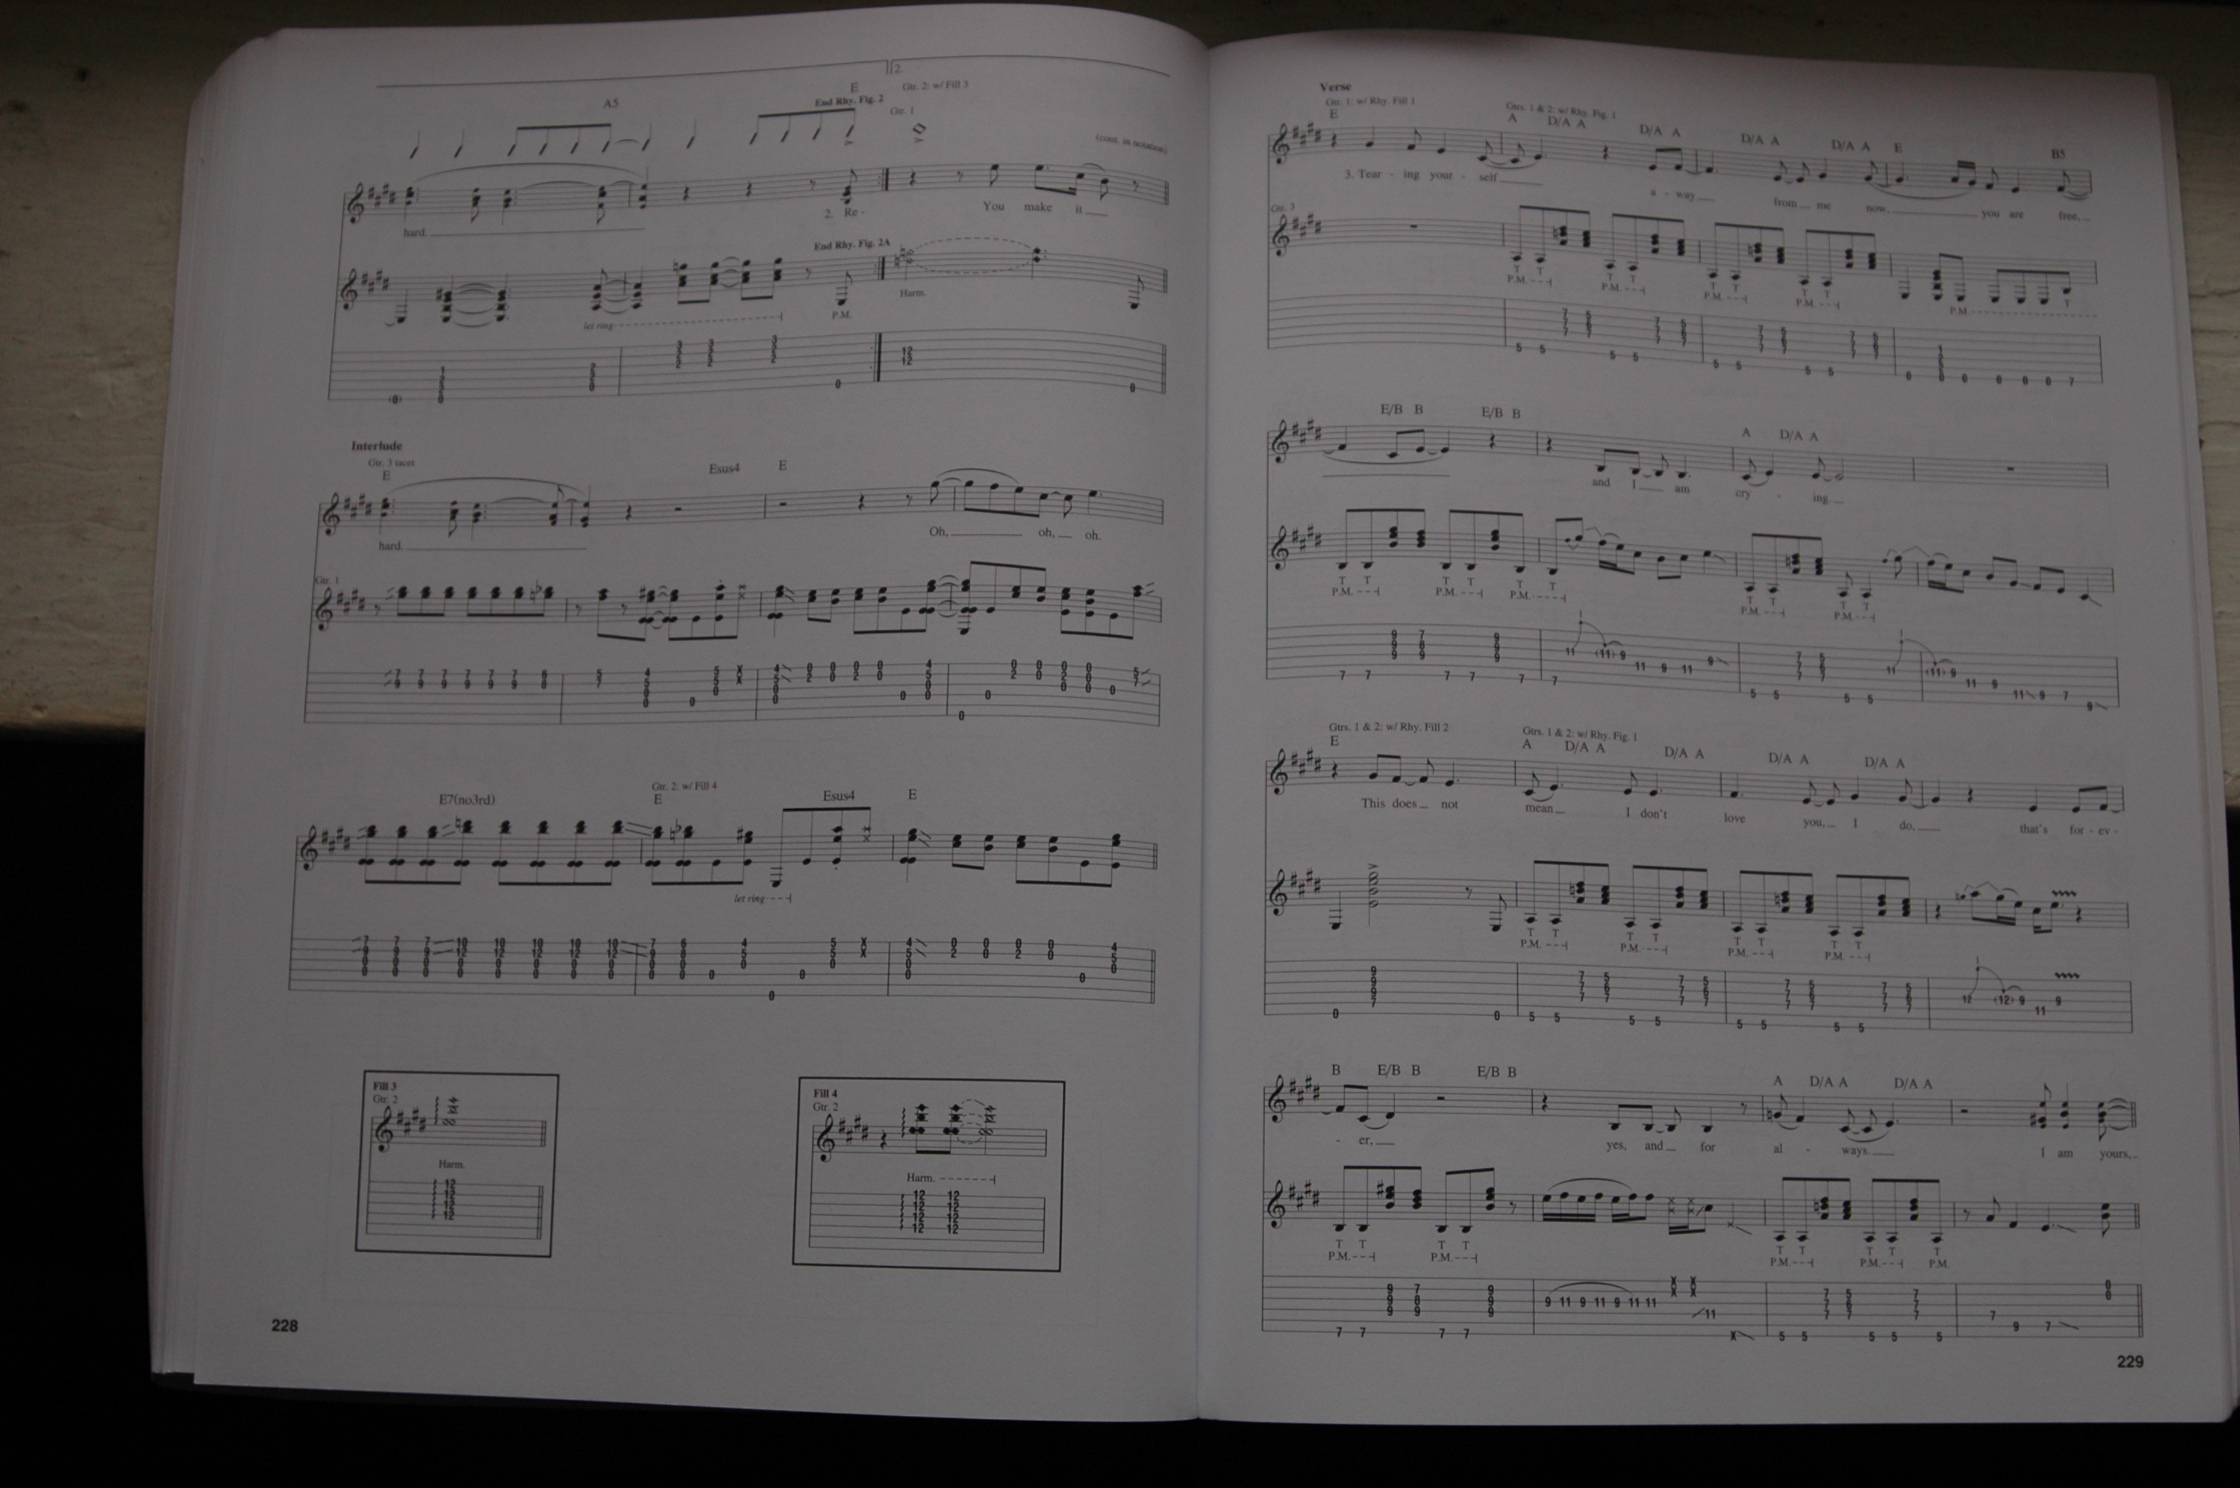 2.
E Gtr. 2: w/ Fill 3
A5 End Rhy. Fig. 2 Gtr. 1
(cont. in notation)
hard. 2. Re - You make it
End Rhy. Fig. 2A
Harm.
let ring P.M.
Interlude
Gtr. 3 tacet
E Esus4 E
hard. Oh, oh, oh.
Gtr. 1
E7(no3rd) Gtr. 2: w/ Fill 4
E Esus4 E
let ring
Fill 3
Gtr. 2
Harm.
Fill 4
Gtr. 2
Harm.
228
Verse
Gtr. 1: w/ Rhy. Fill 1 Gtrs. 1 & 2: w/ Rhy. Fig. 1
E A D/A A D/A A D/A A D/A A E B5
3. Tear - ing your - self a - way from me now, you are free,
Gtr. 3
T T T T T T T T T
P.M. P.M. P.M. P.M. P.M.
E/B B E/B B A D/A A
and I am cry - ing.
T T T T T T T T T T
P.M. P.M. P.M. P.M. P.M.
Gtrs. 1 & 2: w/ Rhy. Fill 2 Gtrs. 1 & 2: w/ Rhy. Fig. 1
E A D/A A D/A A D/A A D/A A
This does not mean I don't love you, I do, that's for - ev -
T T T T T T T T
P.M. P.M. P.M. P.M.
B E/B B E/B B A D/A A D/A A
- er, yes, and for al - ways. I am yours,
T T T T T T T T T
P.M. P.M. P.M. P.M. P.M.
229